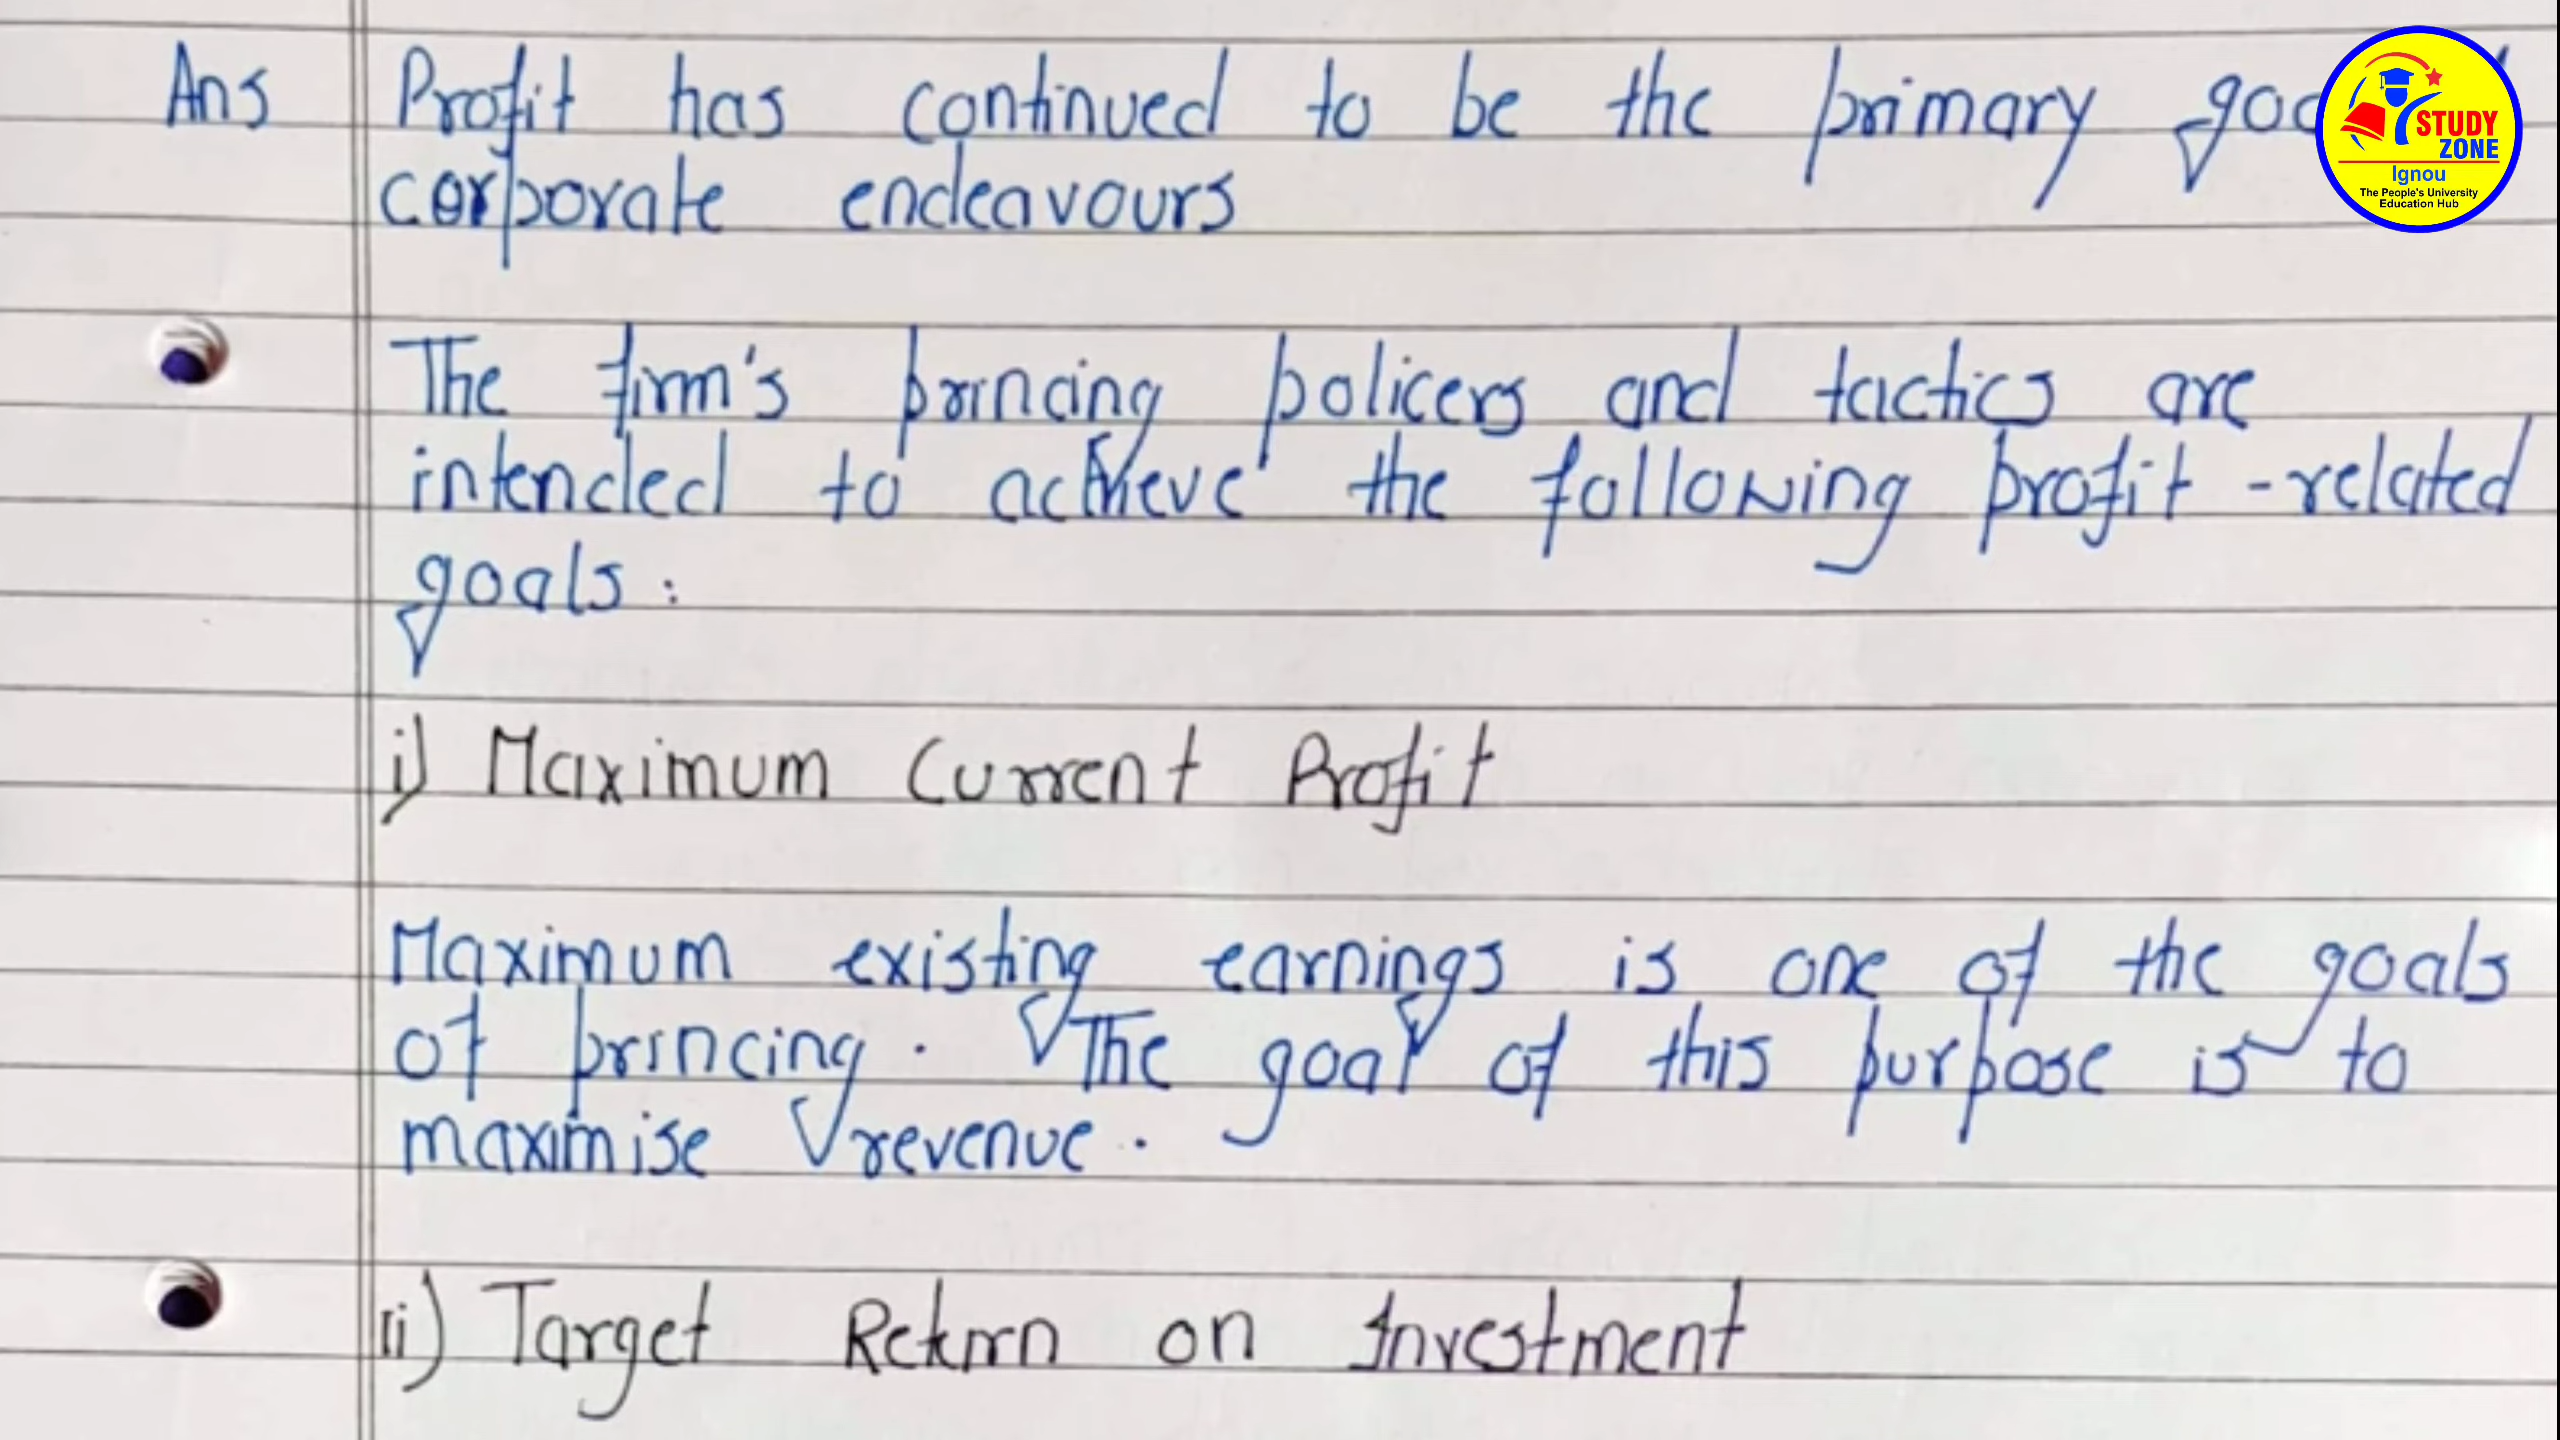 Ans Profit has continued to be the primary goa
corporate endeavours
The firm's princing policers and tactics are
intended to achieve the following profit -related
goals :
i) Maximum Current Profit
Maximum existing earnings is one of the goals
of princing . The goal of this purpose is to
maximise revenue .
ii) Target Return on Investment
STUDY
ZONE
Ignou
The People's University
Education Hub